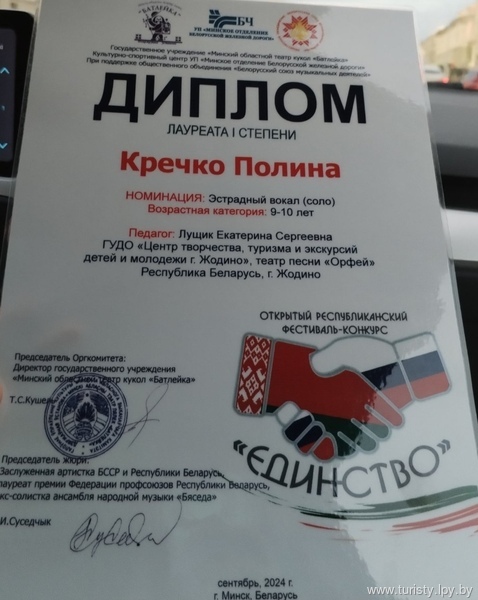 "БАТЛЕЙКА"
БЧ
УП «МИНСКОЕ ОТДЕЛЕНИЕ
БЕЛОРУССКОЙ ЖЕЛЕЗНОЙ ДОРОГИ»
Государственное учреждение «Минский областной театр кукол «Батлейка»
Культурно-спортивный центр УП «Минское отделение Белорусской железной дороги»
При поддержке общественного объединения «Белорусский союз музыкальных деятелей»
ДИПЛОМ
ЛАУРЕАТА I СТЕПЕНИ
Кречко Полина
НОМИНАЦИЯ: Эстрадный вокал (соло)
Возрастная категория: 9-10 лет
Педагог: Лущик Екатерина Сергеевна
ГУДО «Центр творчества, туризма и экскурсий
детей и молодежи г. Жодино», театр песни «Орфей»
Республика Беларусь, г. Жодино
ОТКРЫТЫЙ РЕСПУБЛИКАНСКИЙ
ФЕСТИВАЛЬ-КОНКУРС
"ЄДИНСТВО"
Председатель Оргкомитета:
Директор государственного учреждения
«Минский областной театр кукол «Батлейка»
Т.С.Кушель
Председатель жюри:
Заслуженная артистка БССР и Республики Беларусь,
лауреат премии Федерации профсоюзов Республики Беларусь,
кс-солистка ансамбля народной музыки «Бяседа»
И.Суседчык
сентябрь, 2024 г.
г. Минск, Беларусь
www.turisty.lpy.by